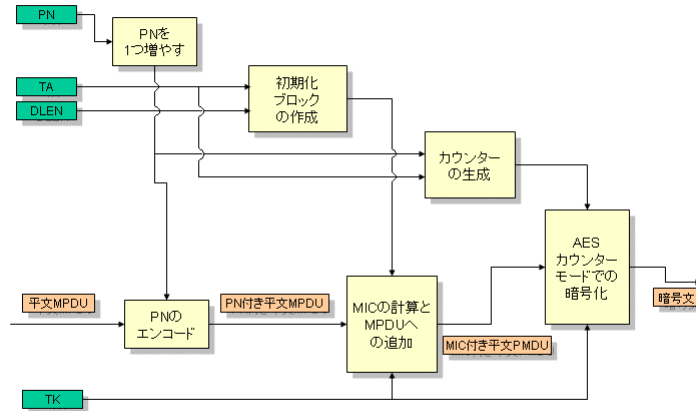 PN
PNを
1つ増やす
TA
DLEN
初期化
ブロック
の作成
カウンター
の生成
AES
カウンター
モードでの
暗号化
平文MPDU
PNの
エンコード
PN付き平文MPDU
MICの計算と
MPDUへ
の追加
MIC付き平文PMDU
暗号文
TK